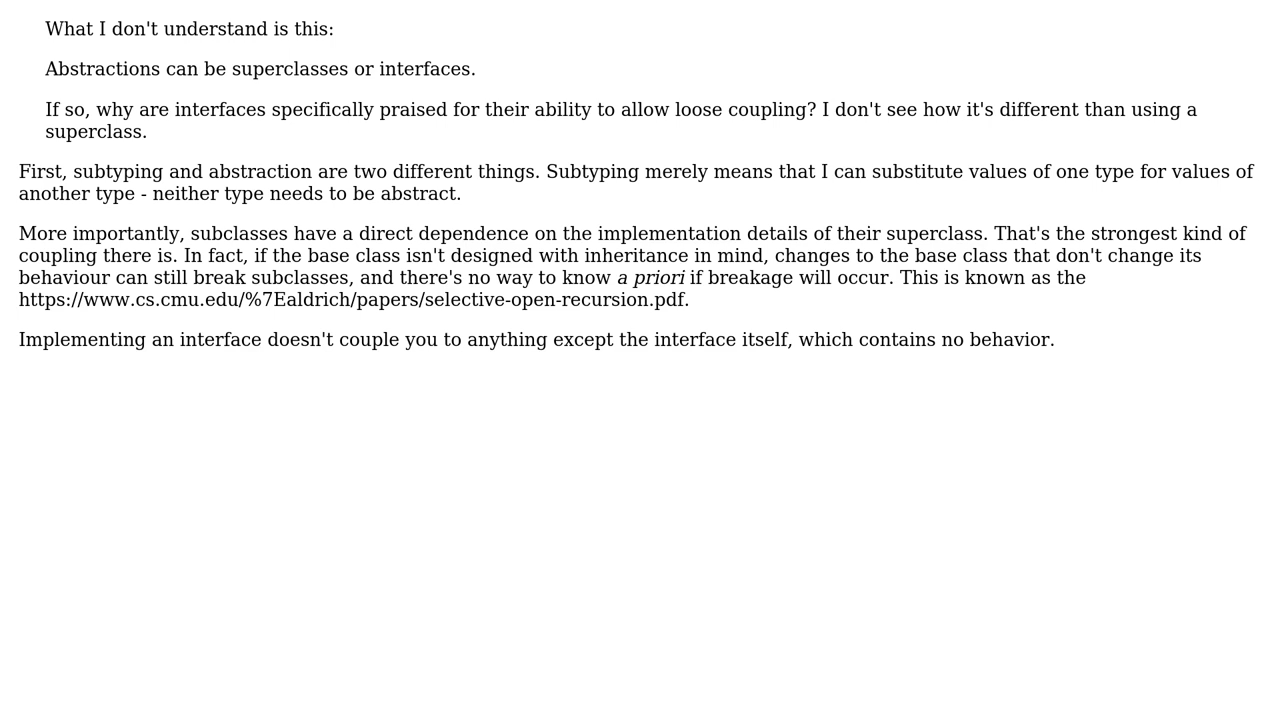 What I don't understand is this:
Abstractions can be superclasses or interfaces.
If so, why are interfaces specifically praised for their ability to allow loose coupling? I don't see how it's different than using a
superclass.
First, subtyping and abstraction are two different things. Subtyping merely means that I can substitute values of one type for values of
another type - neither type needs to be abstract.
More importantly, subclasses have a direct dependence on the implementation details of their superclass. That's the strongest kind of
coupling there is. In fact, if the base class isn't designed with inheritance in mind, changes to the base class that don't change its
behaviour can still break subclasses, and there's no way to know a priori if breakage will occur. This is known as the
https://www.cs.cmu.edu/%7Ealdrich/papers/selective-open-recursion.pdf.
Implementing an interface doesn't couple you to anything except the interface itself, which contains no behavior.